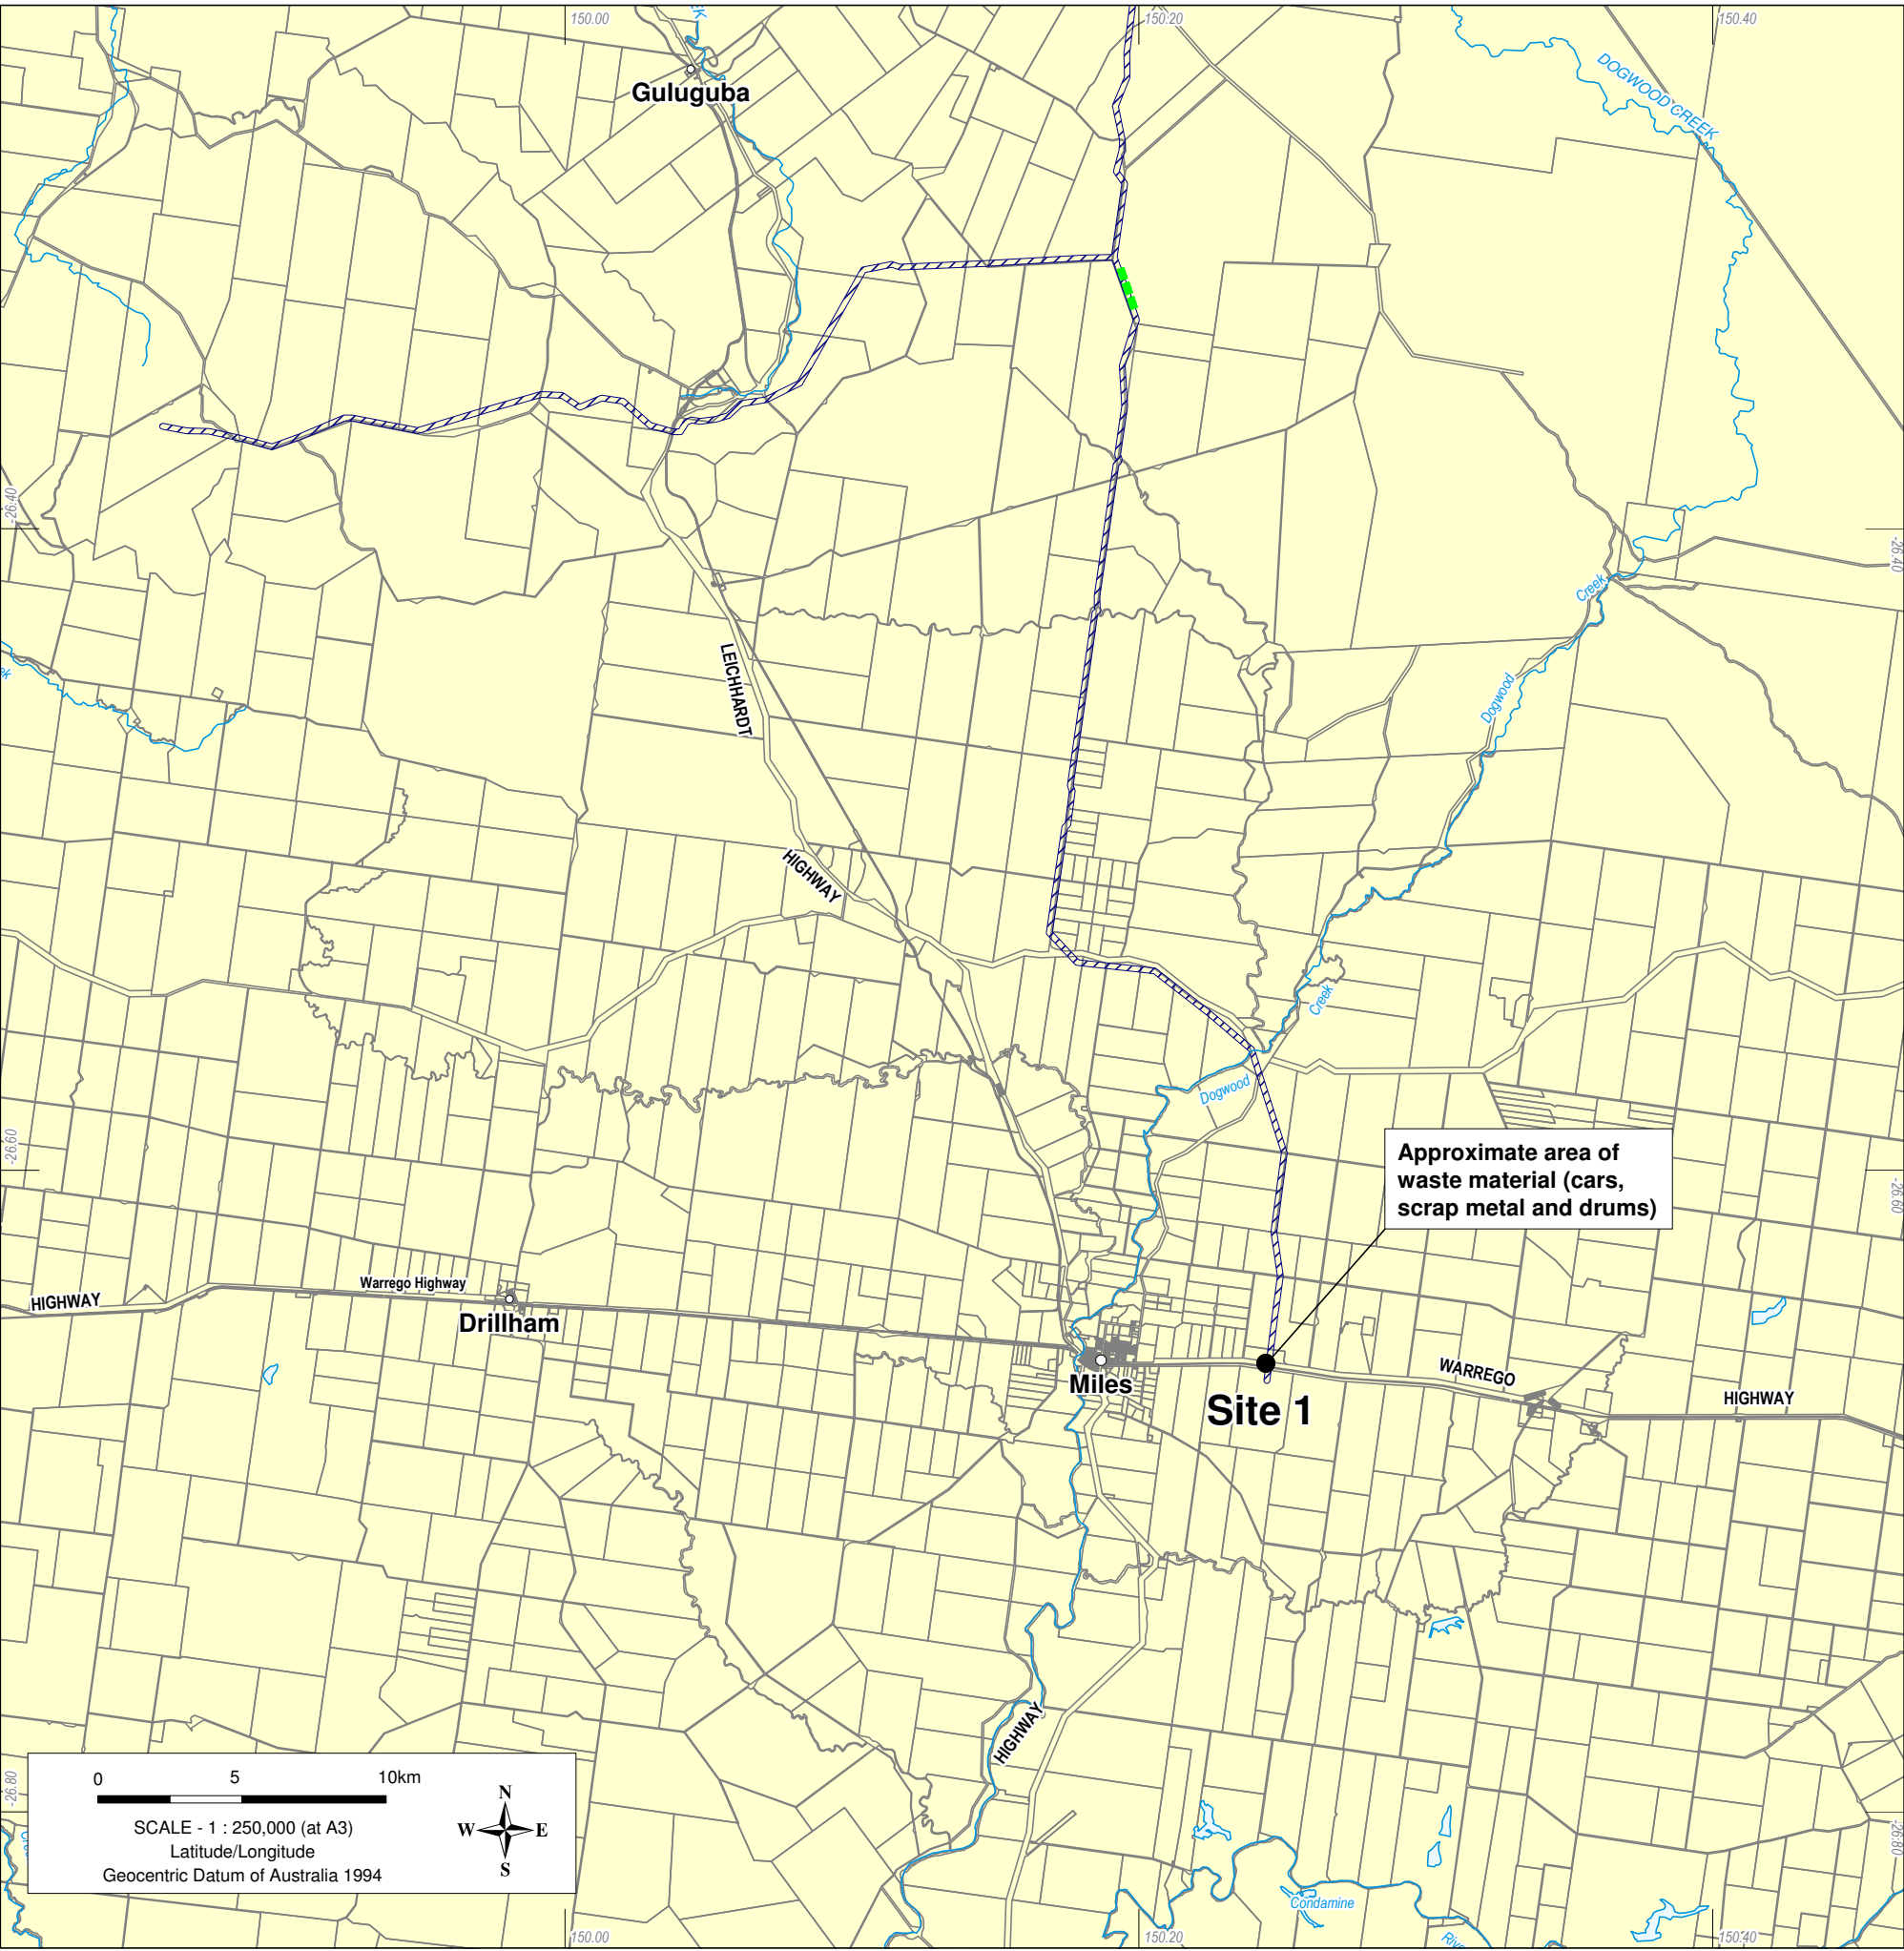 150.00
150.20
150.40
EK
DOGWOOD CREEK
Guluguba
-26.40
-26.40
Creek
LEICHHARDT
Dogwood
ek
HIGHWAY
Creek
Dogwood
-26.60
-26.60
Approximate area of
waste material (cars,
scrap metal and drums)
Warrego Highway
HIGHWAY
Drillham
Miles
WARREGO
HIGHWAY
Site 1
HIGHWAY
-26.80
-26.80
0 5 10km
SCALE - 1 : 250,000 (at A3)
Latitude/Longitude
Geocentric Datum of Australia 1994
N
W E
S
Condamine
150.00
150.20
150.40